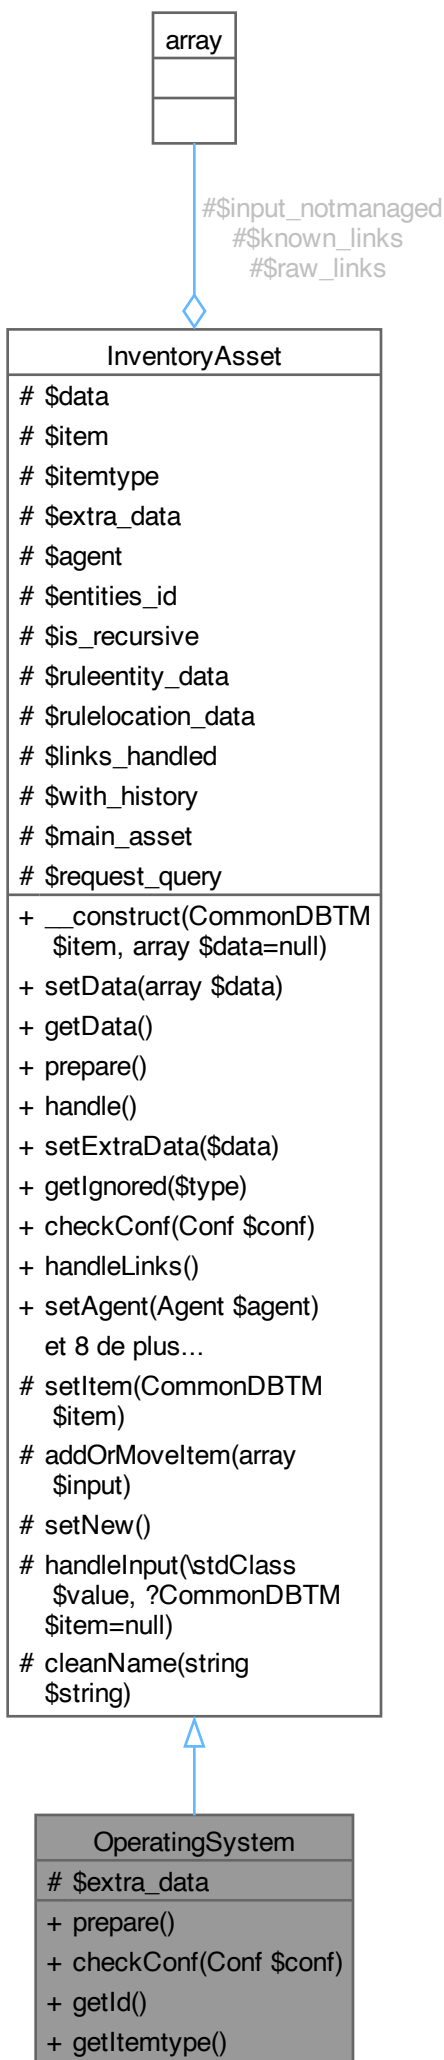 array
#$input_notmanaged
#$known_links
#$raw_links
InventoryAsset
# $data
# $item
# $itemtype
# $extra_data
# $agent
# $entities_id
# $is_recursive
# $ruleentity_data
# $rulelocation_data
# $links_handled
# $with_history
# $main_asset
# $request_query
+ __construct(CommonDBTM
$item, array $data=null)
+ setData(array $data)
+ getData()
+ prepare()
+ handle()
+ setExtraData($data)
+ getIgnored($type)
+ checkConf(Conf $conf)
+ handleLinks()
+ setAgent(Agent $agent)
et 8 de plus...
# setItem(CommonDBTM
$item)
# addOrMoveItem(array
$input)
# setNew()
# handleInput(\stdClass
$value, ?CommonDBTM
$item=null)
# cleanName(string
$string)
OperatingSystem
# $extra_data
+ prepare()
+ checkConf(Conf $conf)
+ getId()
+ getItemtype()